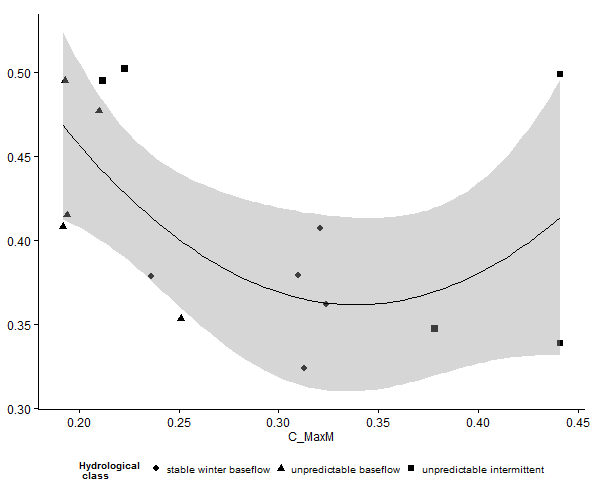 0.50
0.45
0.40
0.35
0.30
0.20 0.25 0.30 0.35 0.40 0.45
C_MaxM
Hydrological
class
stable winter baseflow unpredictable baseflow unpredictable intermittent